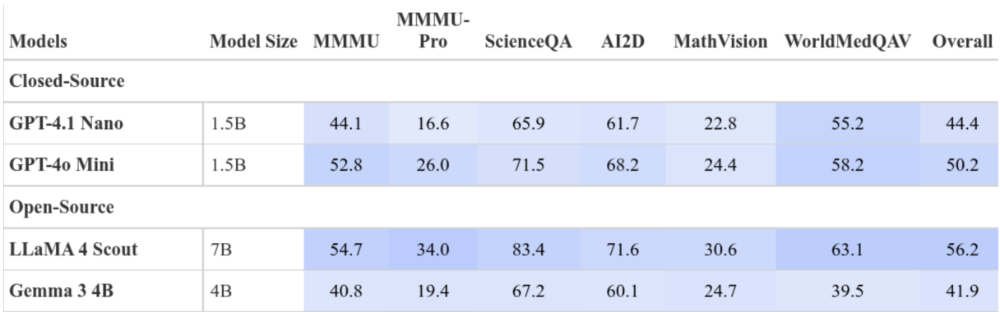 MMMU-
Models Model Size MMMU Pro ScienceQA AI2D MathVision WorldMedQAV Overall
Closed-Source
GPT-4.1 Nano 1.5B 44.1 16.6 65.9 61.7 22.8 55.2 44.4
GPT-4o Mini 1.5B 52.8 26.0 71.5 68.2 24.4 58.2 50.2
Open-Source
LLaMA 4 Scout 7B 54.7 34.0 83.4 71.6 30.6 63.1 56.2
Gemma 3 4B 4B 40.8 19.4 67.2 60.1 24.7 39.5 41.9